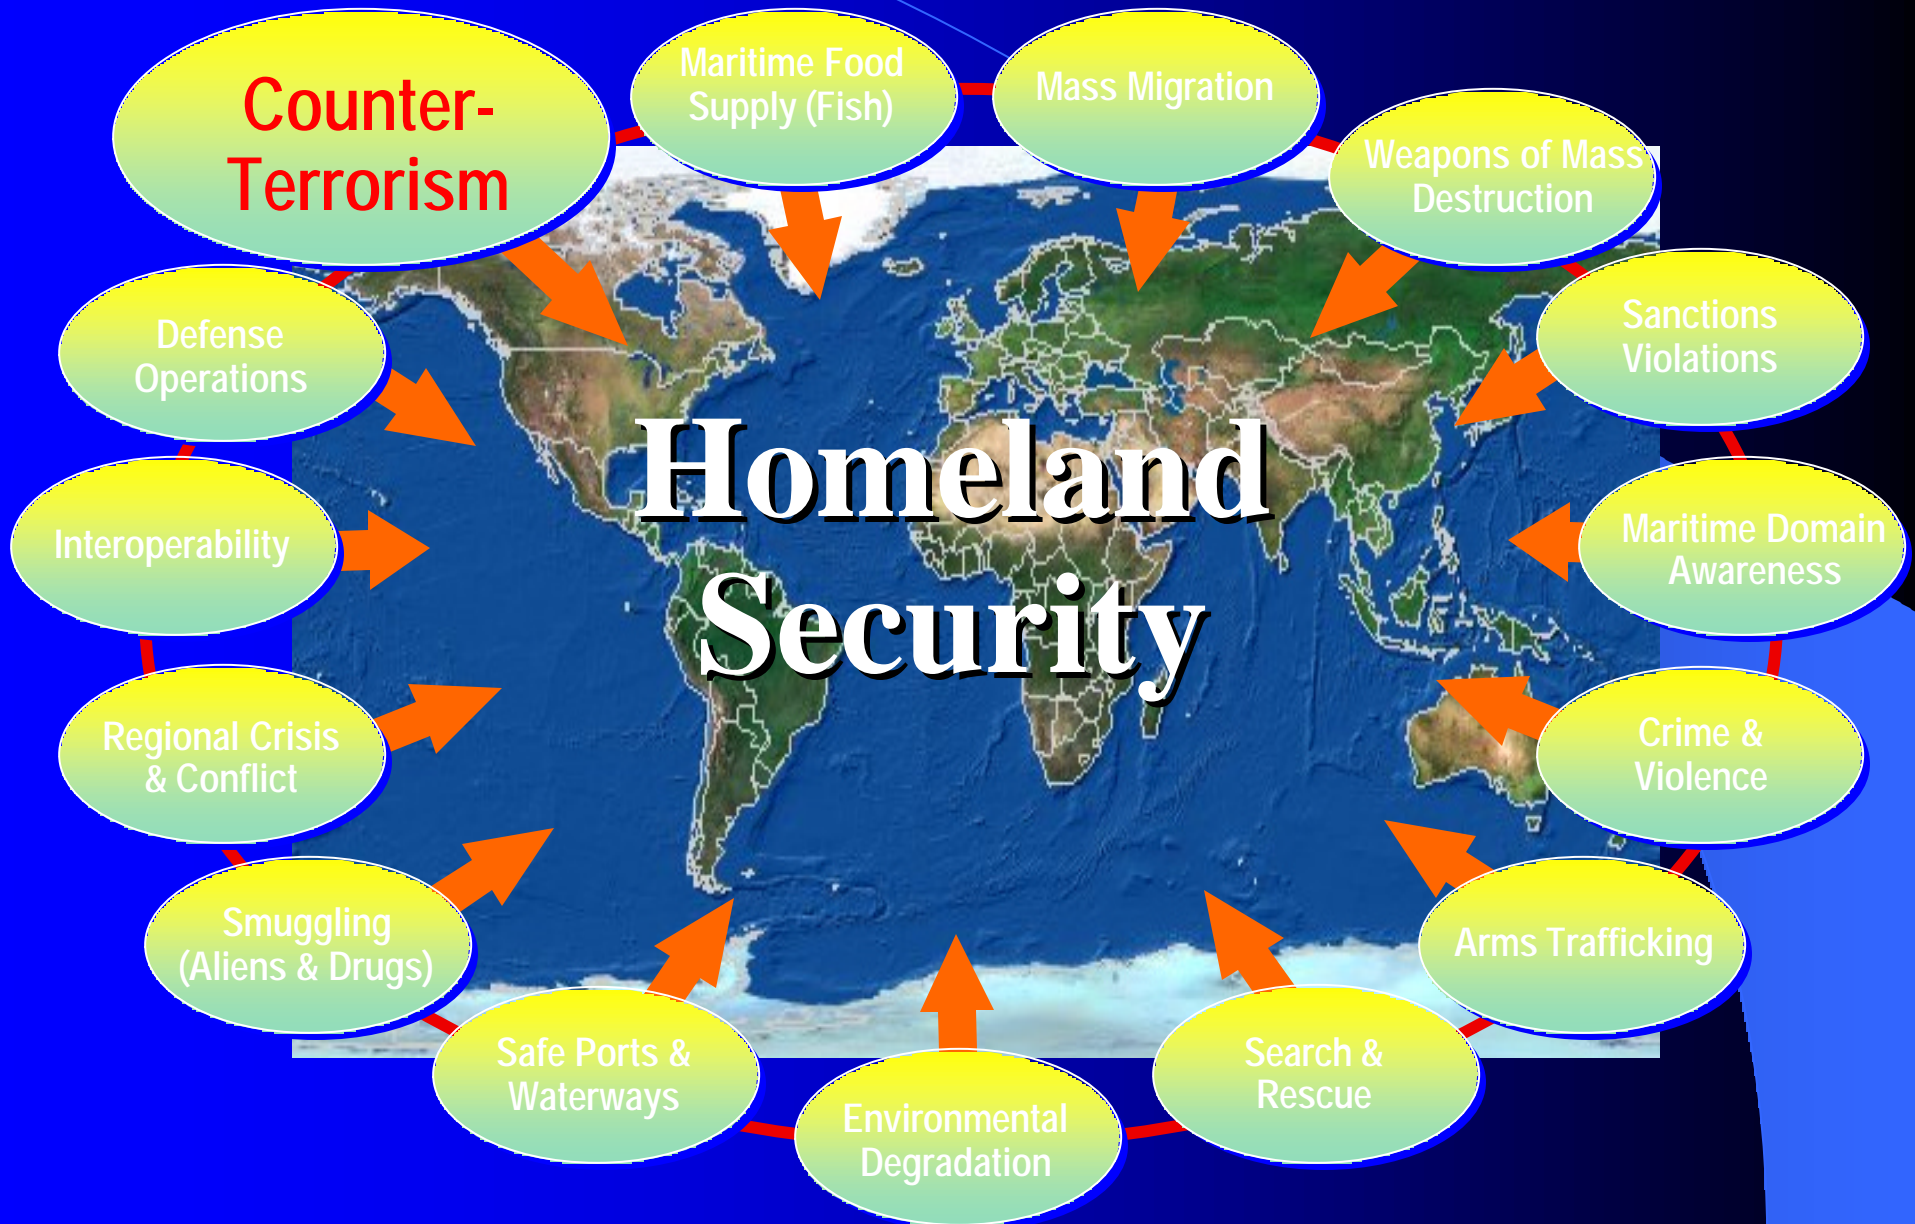 Counter-
Terrorism
Maritime Food
Supply (Fish)
Mass Migration
Weapons of Mass
Destruction
Sanctions
Violations
Maritime Domain
Awareness
Crime &
Violence
Arms Trafficking
Search &
Rescue
Environmental
Degradation
Safe Ports &
Waterways
Smuggling
(Aliens & Drugs)
Regional Crisis
& Conflict
Interoperability
Defense
Operations
Homeland
Security